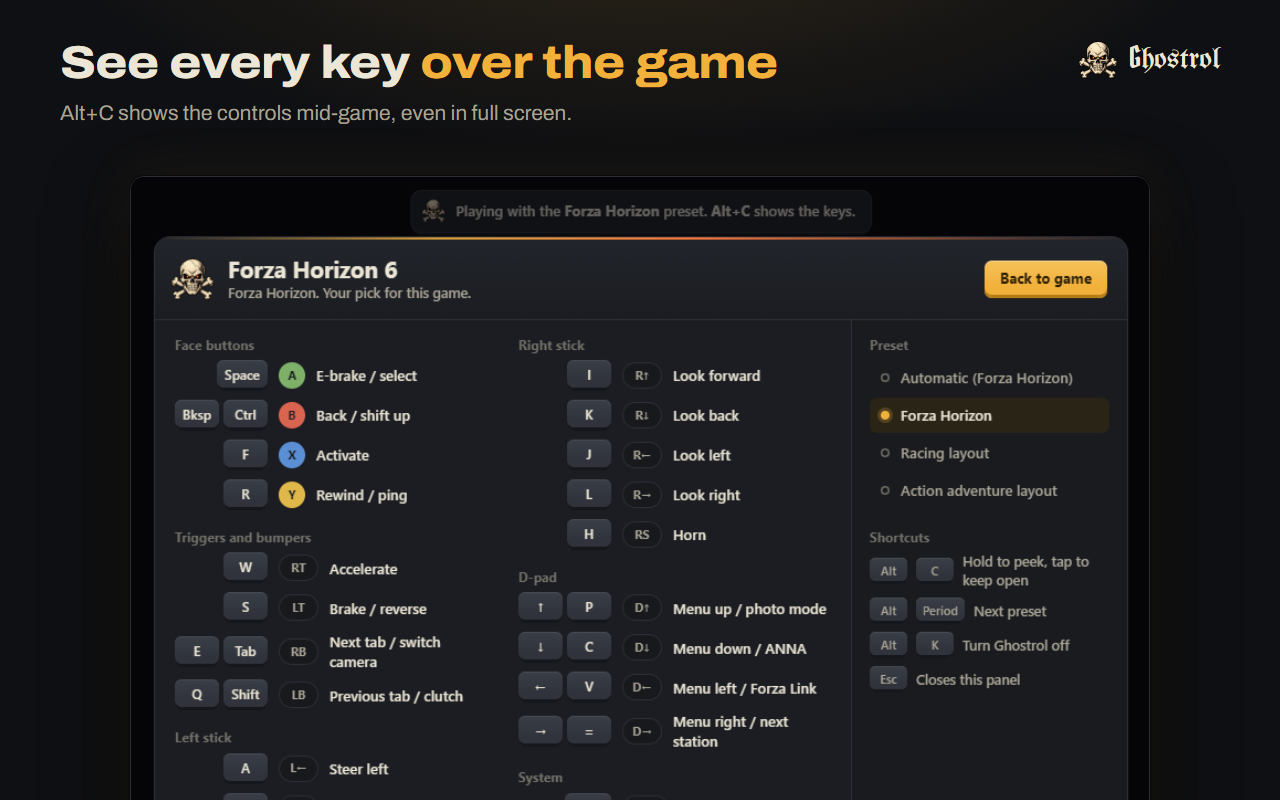 See every key over the game
Ghostrol
Alt+C shows the controls mid-game, even in full screen.
Playing with the Forza Horizon preset. Alt+C shows the keys.
Forza Horizon 6
Forza Horizon. Your pick for this game.
Back to game
Face buttons
Space A E-brake / select
Bksp Ctrl B Back / shift up
F X Activate
R Y Rewind / ping
Triggers and bumpers
W RT Accelerate
S LT Brake / reverse
E Tab RB Next tab / switch
camera
Q Shift LB Previous tab / clutch
Left stick
A L← Steer left
Right stick
I R↑ Look forward
K R↓ Look back
J R← Look left
L R→ Look right
H RS Horn
D-pad
↑ P D↑ Menu up / photo mode
↓ C D↓ Menu down / ANNA
← V D← Menu left / Forza Link
→ = D→ Menu right / next
station
System
Preset
Automatic (Forza Horizon)
Forza Horizon
Racing layout
Action adventure layout
Shortcuts
Alt C Hold to peek, tap to
keep open
Alt Period Next preset
Alt K Turn Ghostrol off
Esc Closes this panel